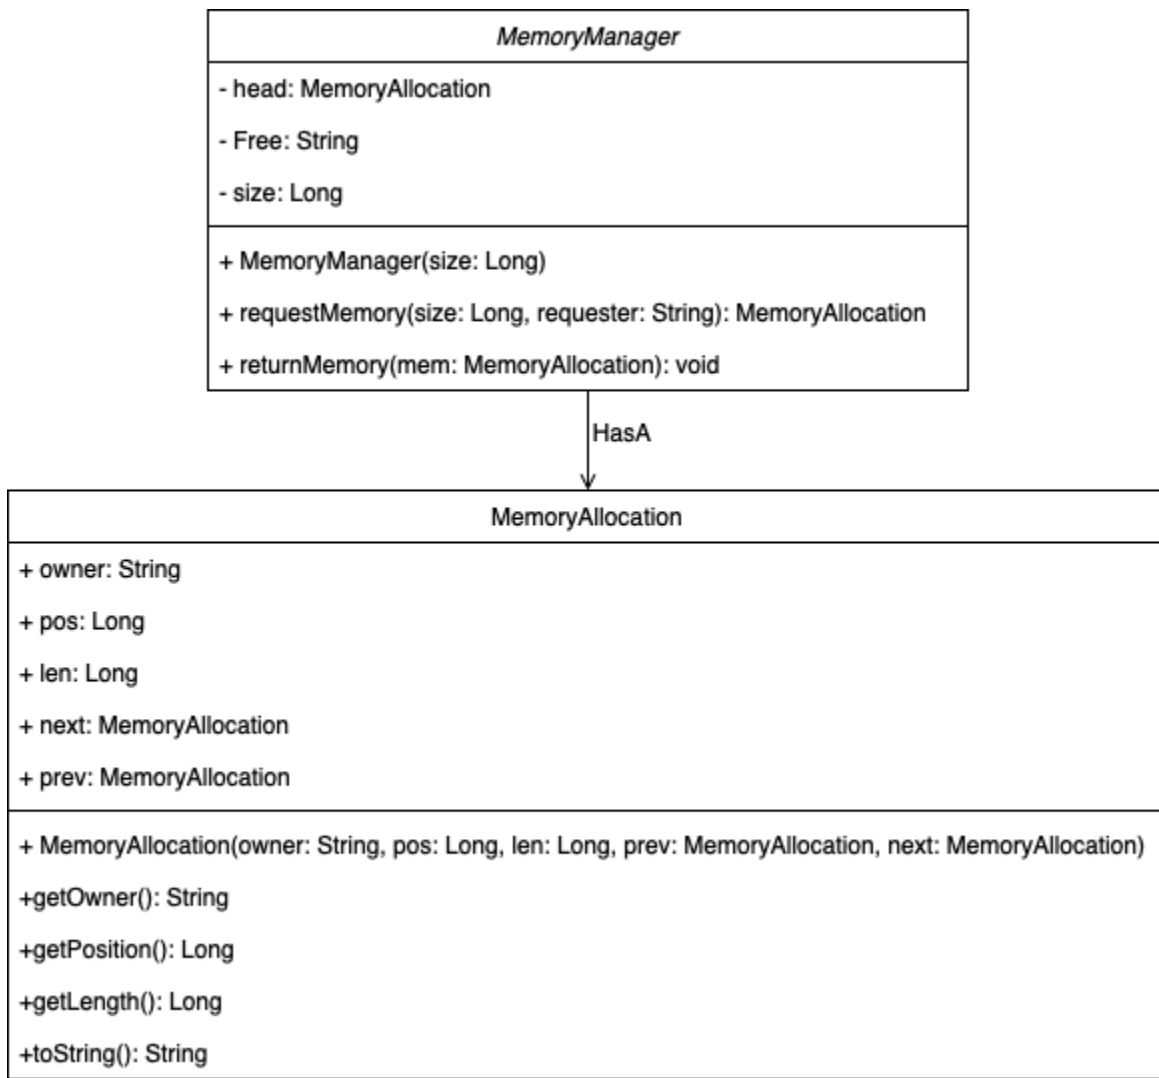 MemoryManager
- head: MemoryAllocation
- Free: String
- size: Long
+ MemoryManager(size: Long)
+ requestMemory(size: Long, requester: String): MemoryAllocation
+ returnMemory(mem: MemoryAllocation): void
HasA
MemoryAllocation
+ owner: String
+ pos: Long
+ len: Long
+ next: MemoryAllocation
+ prev: MemoryAllocation
+ MemoryAllocation(owner: String, pos: Long, len: Long, prev: MemoryAllocation, next: MemoryAllocation)
+getOwner(): String
+getPosition(): Long
+getLength(): Long
+toString(): String